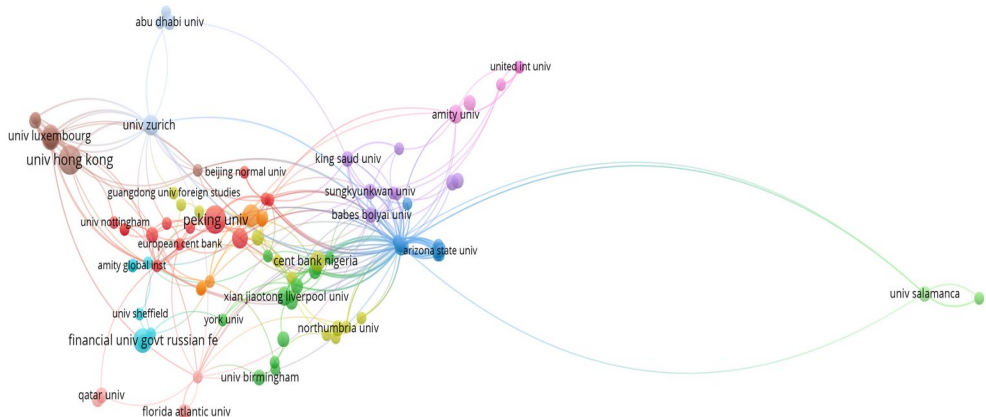 abu dhabi univ
united int univ
amity univ
univ zurich
univ luxembourg
univ hong kong
king saud univ
beijing normal univ
guangdong univ foreign studies
sungkyunkwan univ
babes bolyai univ
univ nottingham
peking univ
european cent bank
arizona state univ
amity global inst
cent bank nigeria
univ salamanca
xian jiaotong liverpool univ
univ sheffield
york univ
northumbria univ
financial univ govt russian fe
univ birmingham
qatar univ
florida atlantic univ